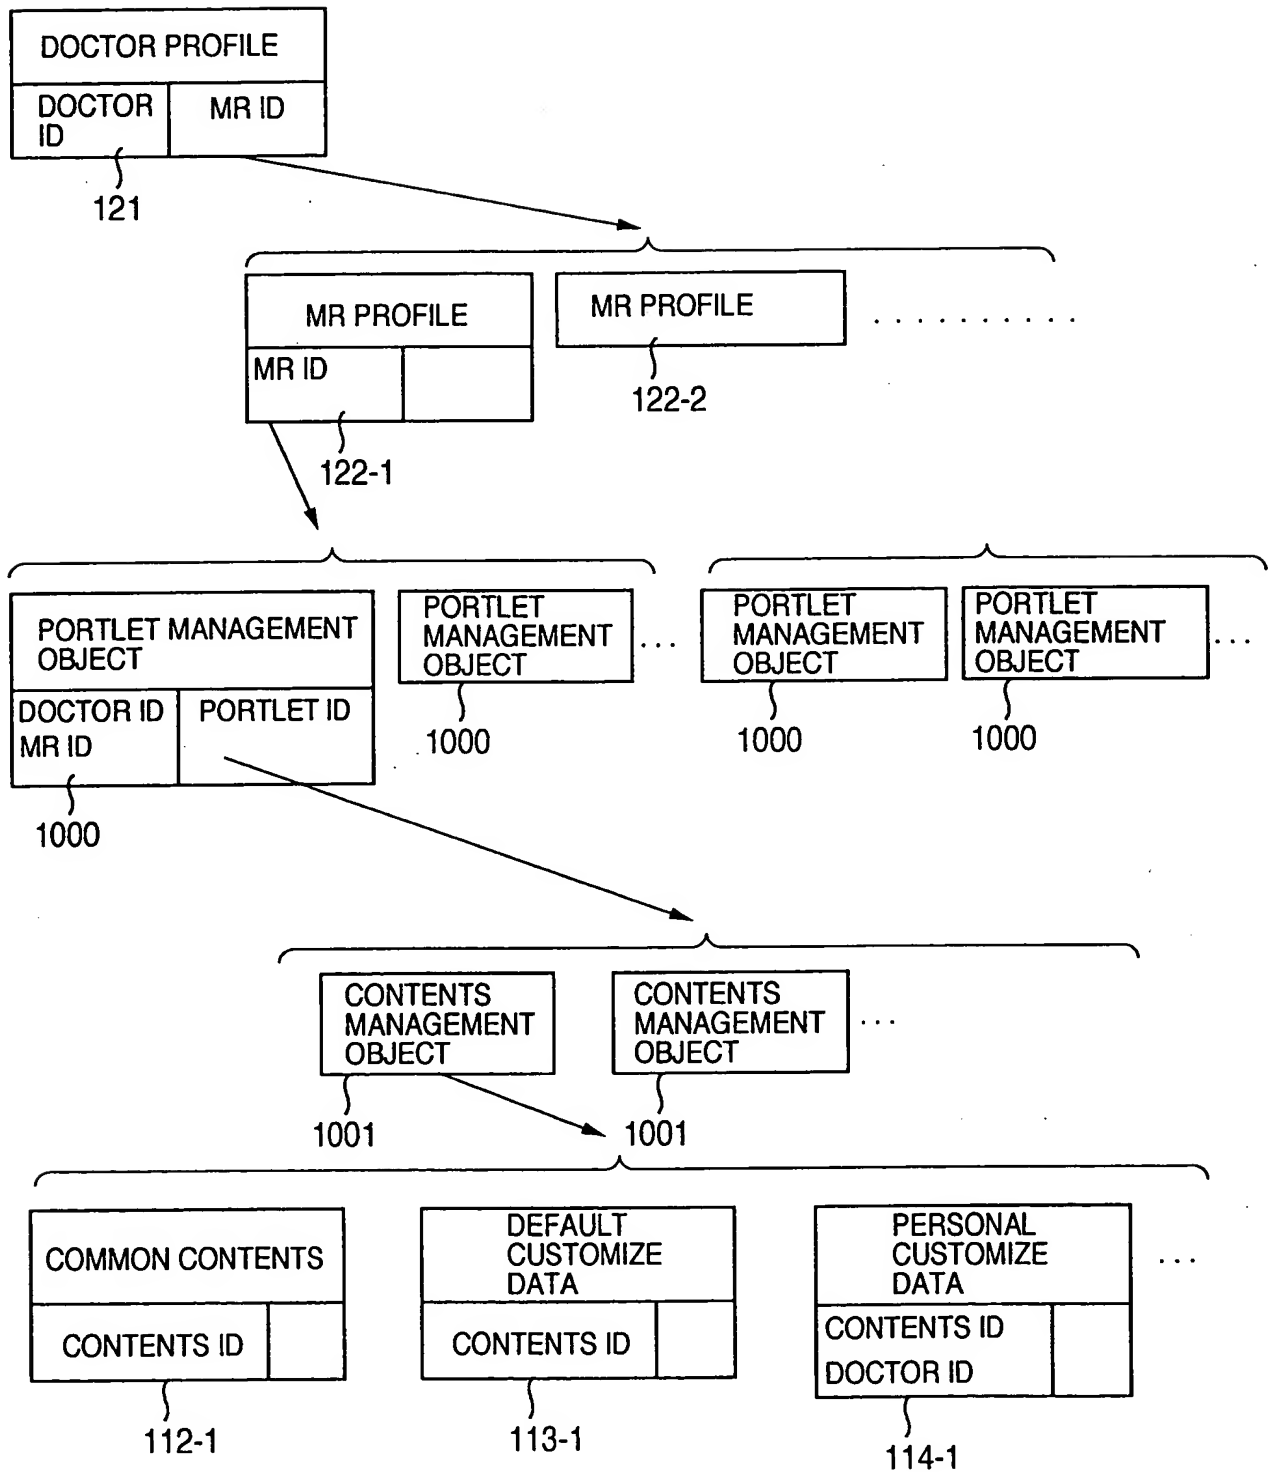 DOCTOR PROFILE
DOCTOR
ID
MR ID
121
MR PROFILE
MR ID
122-1
MR PROFILE
122-2
..........
PORTLET MANAGEMENT
OBJECT
DOCTOR ID
MR ID
PORTLET ID
1000
PORTLET
MANAGEMENT
OBJECT
1000
...
PORTLET
MANAGEMENT
OBJECT
1000
PORTLET
MANAGEMENT
OBJECT
1000
...
CONTENTS
MANAGEMENT
OBJECT
1001
CONTENTS
MANAGEMENT
OBJECT
1001
...
COMMON CONTENTS
CONTENTS ID
112-1
DEFAULT
CUSTOMIZE
DATA
CONTENTS ID
113-1
PERSONAL
CUSTOMIZE
DATA
CONTENTS ID
DOCTOR ID
114-1
...